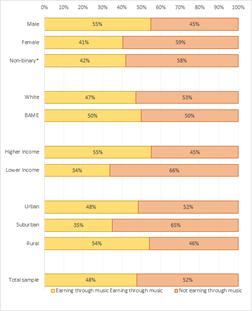 0% 10% 20% 30% 40% 50% 60% 70% 80% 90% 100%
Male 55% 45%
Female 41% 59%
Non-binary* 42% 58%
White 47% 53%
BAME 50% 50%
Higher Income 55% 45%
Lower Income 34% 66%
Urban 48% 52%
Suburban 35% 65%
Rural 54% 46%
Total sample 48% 52%
Earning through music Earning through music Not earning through music